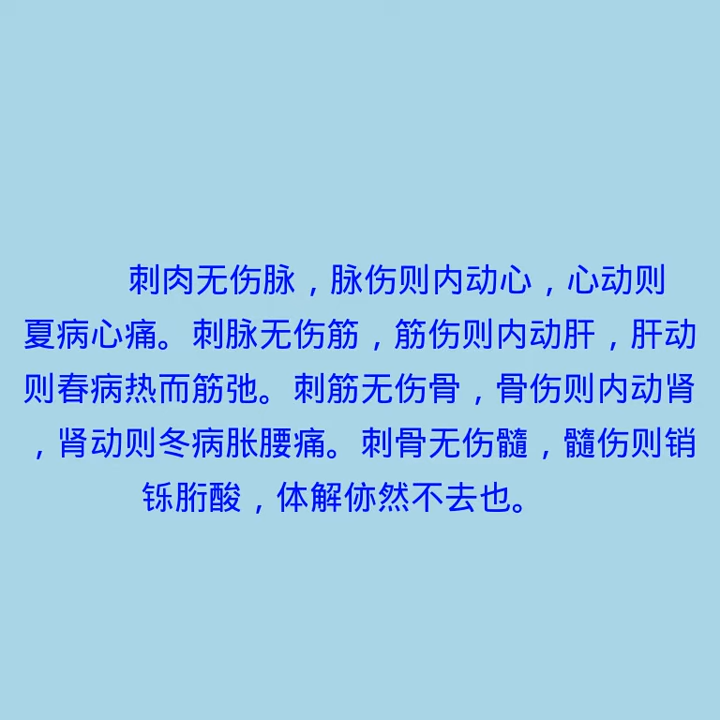 刺肉无伤脉，脉伤则内动心，心动则
夏病心痛。刺脉无伤筋，筋伤则内动肝，肝动
则春病热而筋弛。刺筋无伤骨，骨伤则内动肾
，肾动则冬病胀腰痛。刺骨无伤髓，髓伤则销
铄胻酸，体解㑊然不去也。